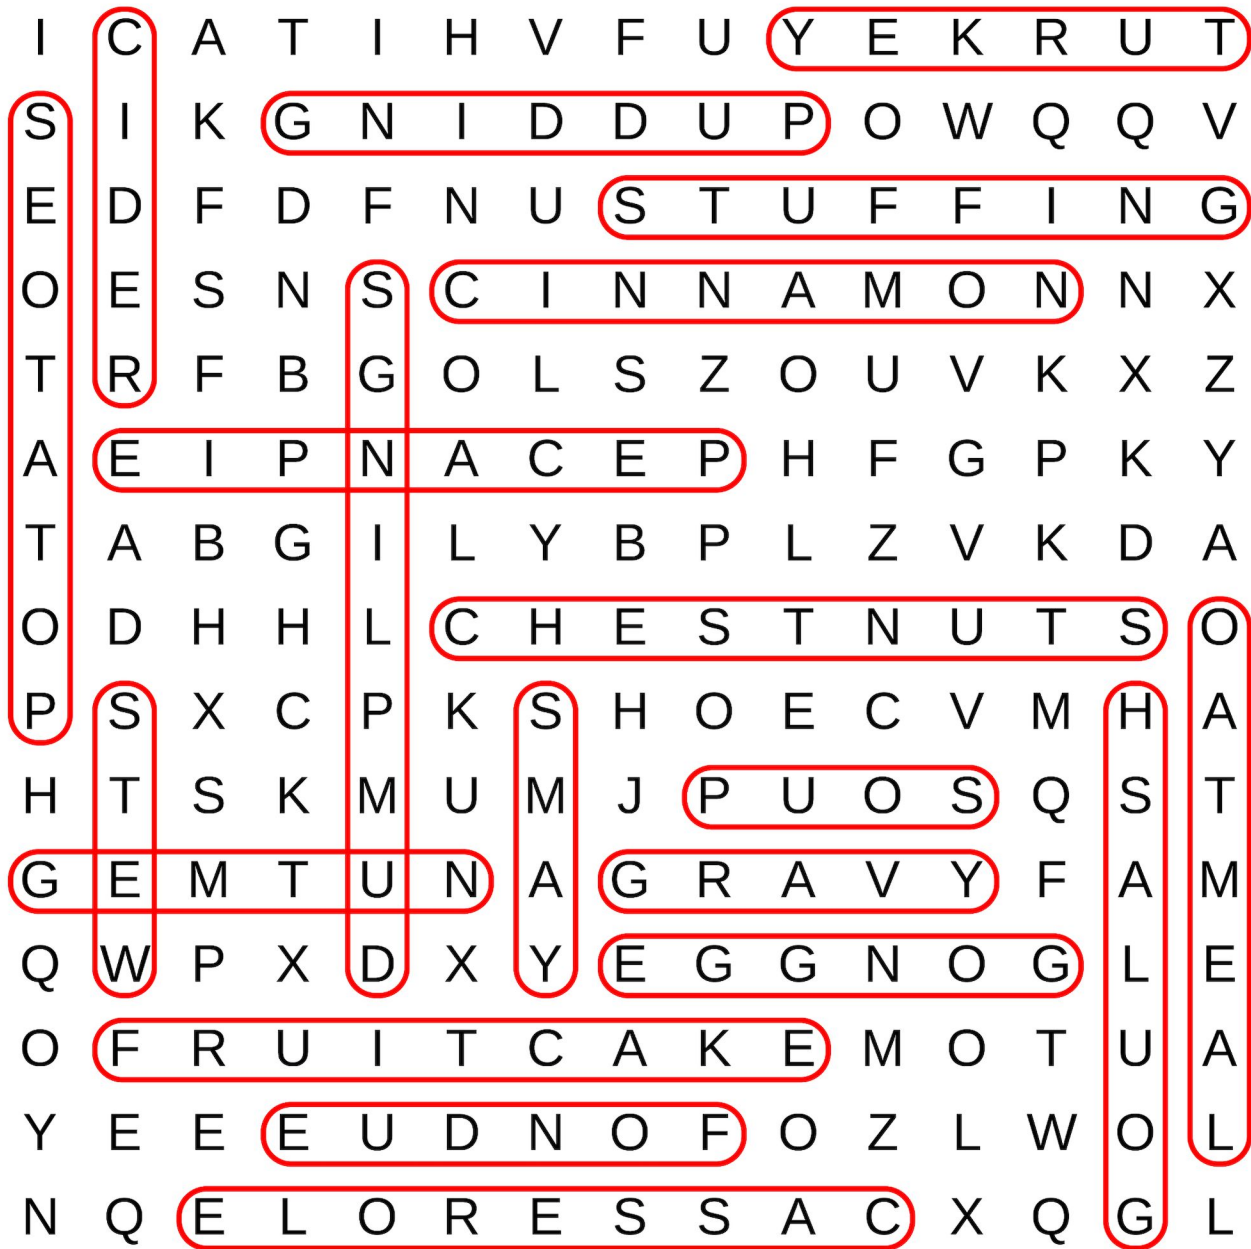 I C A T I H V F U Y E K R U T
S I K G N I D D U P O W Q Q V
E D F D F N U S T U F F I N G
O E S N S C I N N A M O N N X
T R F B G O L S Z O U V K X Z
A E I P N A C E P H F G P K Y
T A B G I L Y B P L Z V K D A
O D H H L C H E S T N U T S O
P S X C P K S H O E C V M H A
H T S K M U M J P U O S Q S T
G E M T U N A G R A V Y F A M
Q W P X D X Y E G G N O G L E
O F R U I T C A K E M O T U A
Y E E E U D N O F O Z L W O L
N Q E L O R E S S A C X Q G L